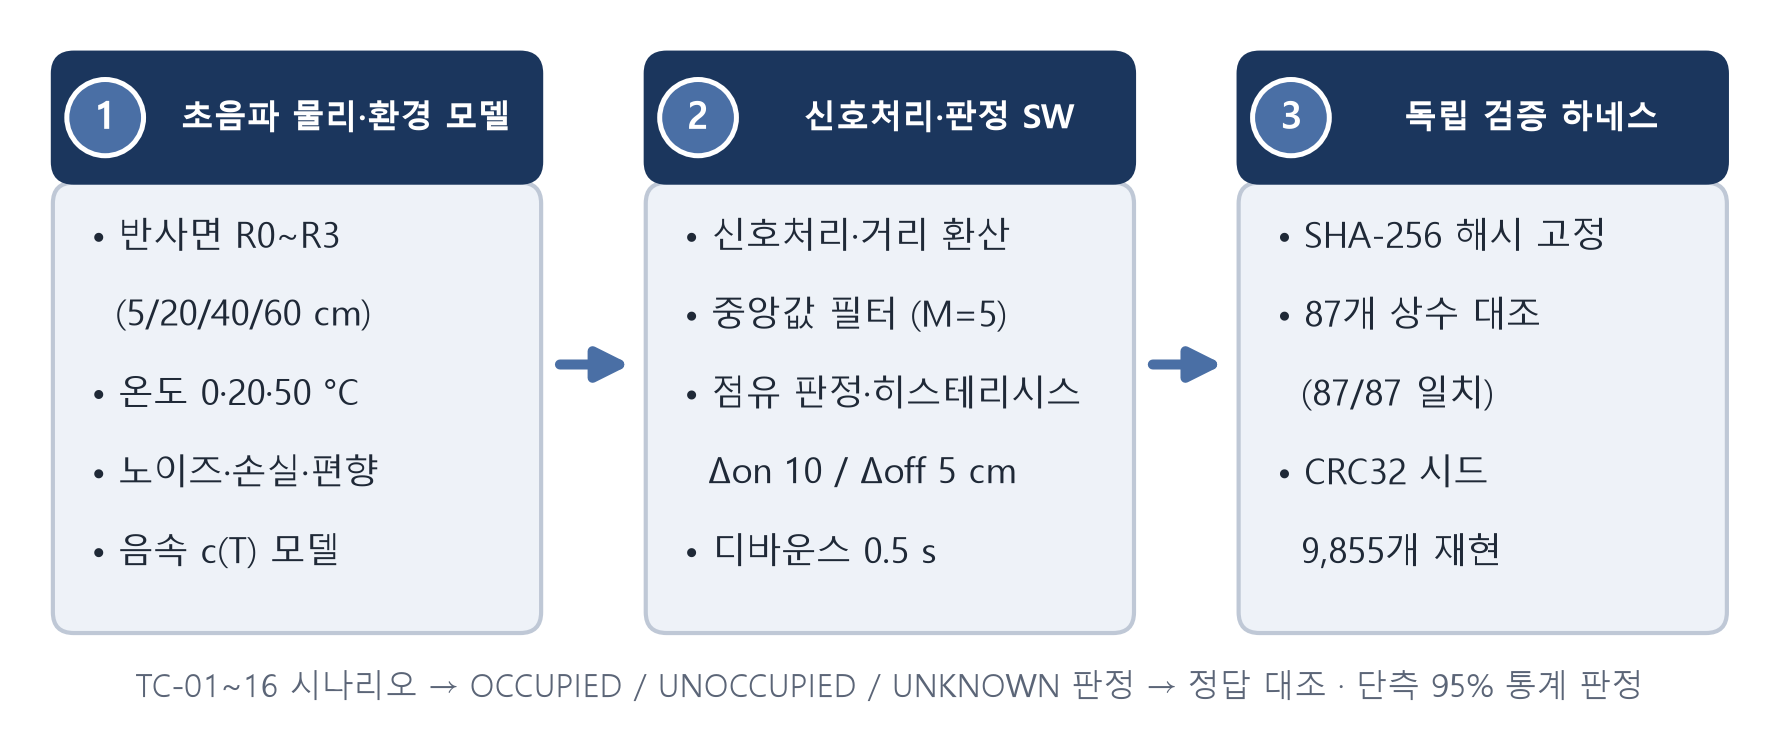 1 초음파 물리·환경 모델
• 반사면 R0~R3
(5/20/40/60 cm)
• 온도 0·20·50 °C
• 노이즈·손실·편향
• 음속 c(T) 모델
2 신호처리·판정 SW
• 신호처리·거리 환산
• 중앙값 필터 (M=5)
• 점유 판정·히스테리시스
Δon 10 / Δoff 5 cm
• 디바운스 0.5 s
3 독립 검증 하네스
• SHA-256 해시 고정
• 87개 상수 대조
(87/87 일치)
• CRC32 시드
9,855개 재현
TC-01~16 시나리오 → OCCUPIED / UNOCCUPIED / UNKNOWN 판정 → 정답 대조 · 단측 95% 통계 판정